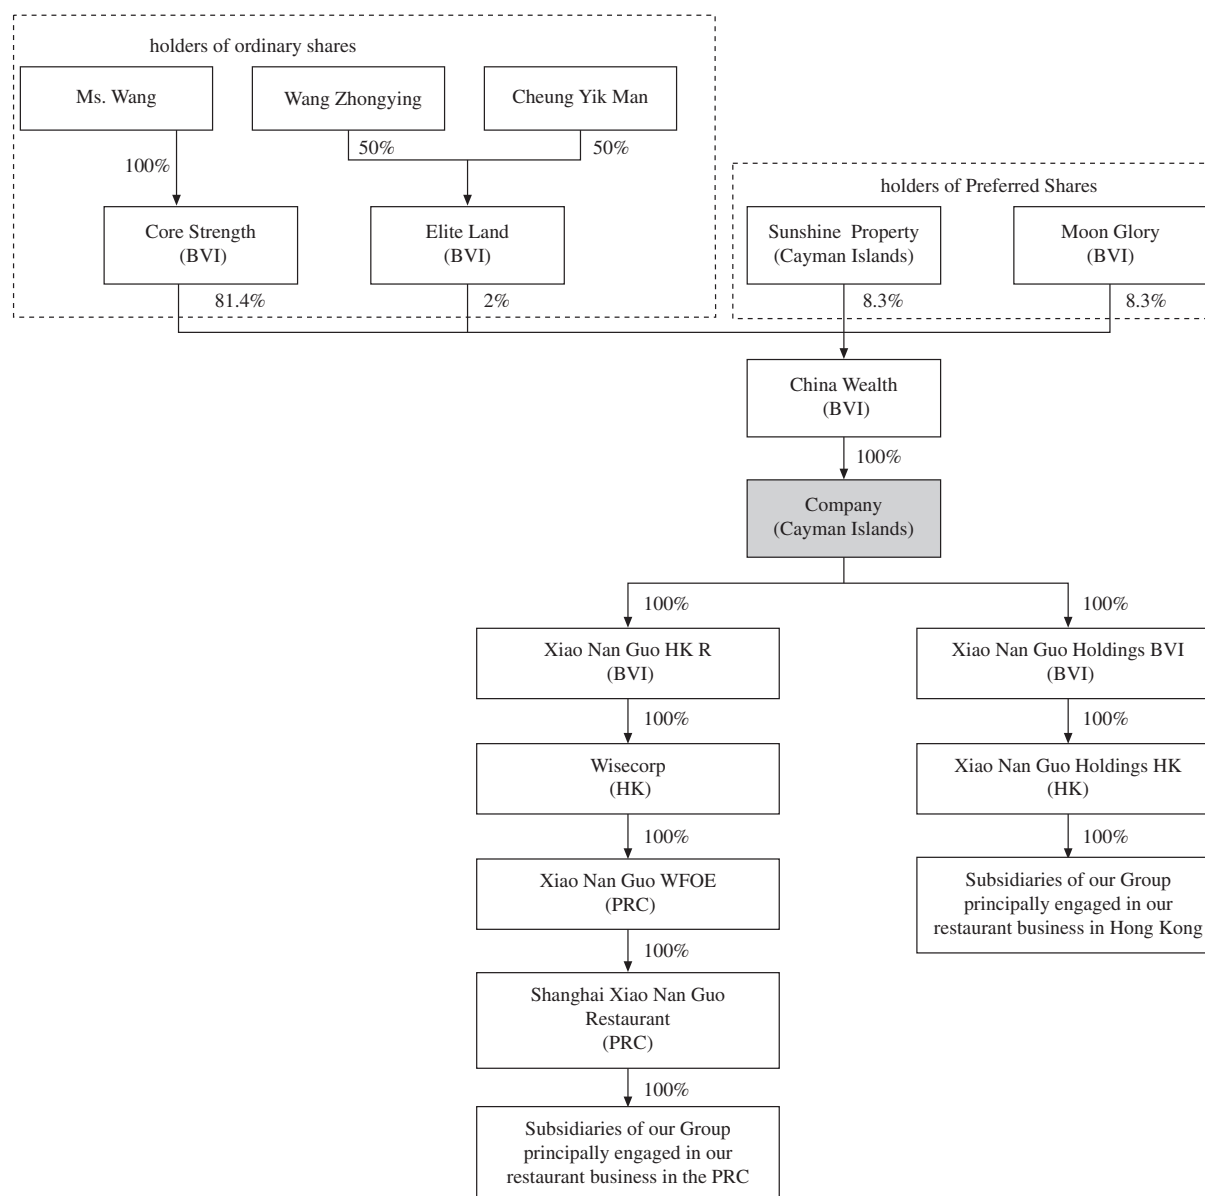 holders of ordinary shares
Ms. Wang
Wang Zhongying
Cheung Yik Man
100%
50%
50%
holders of Preferred Shares
Core Strength
(BVI)
Elite Land
(BVI)
Sunshine Property
(Cayman Islands)
Moon Glory
(BVI)
81.4%
2%
8.3%
8.3%
China Wealth
(BVI)
100%
Company
(Cayman Islands)
100%
100%
Xiao Nan Guo HK R
(BVI)
Xiao Nan Guo Holdings BVI
(BVI)
100%
100%
Wisecorp
(HK)
Xiao Nan Guo Holdings HK
(HK)
100%
100%
Xiao Nan Guo WFOE
(PRC)
Subsidiaries of our Group
principally engaged in our
restaurant business in Hong Kong
100%
Shanghai Xiao Nan Guo
Restaurant
(PRC)
100%
Subsidiaries of our Group
principally engaged in our
restaurant business in the PRC